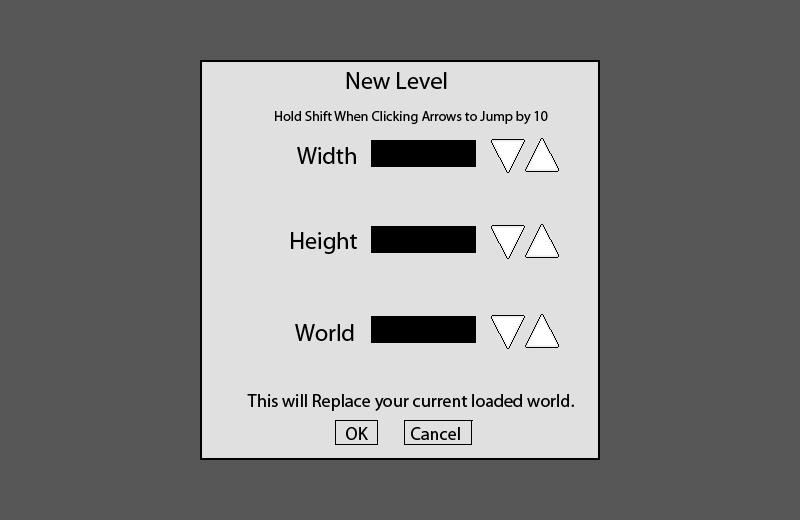 New Level
Hold Shift When Clicking Arrows to Jump by 10
Width
Height
World
This will Replace your current loaded world.
OK Cancel